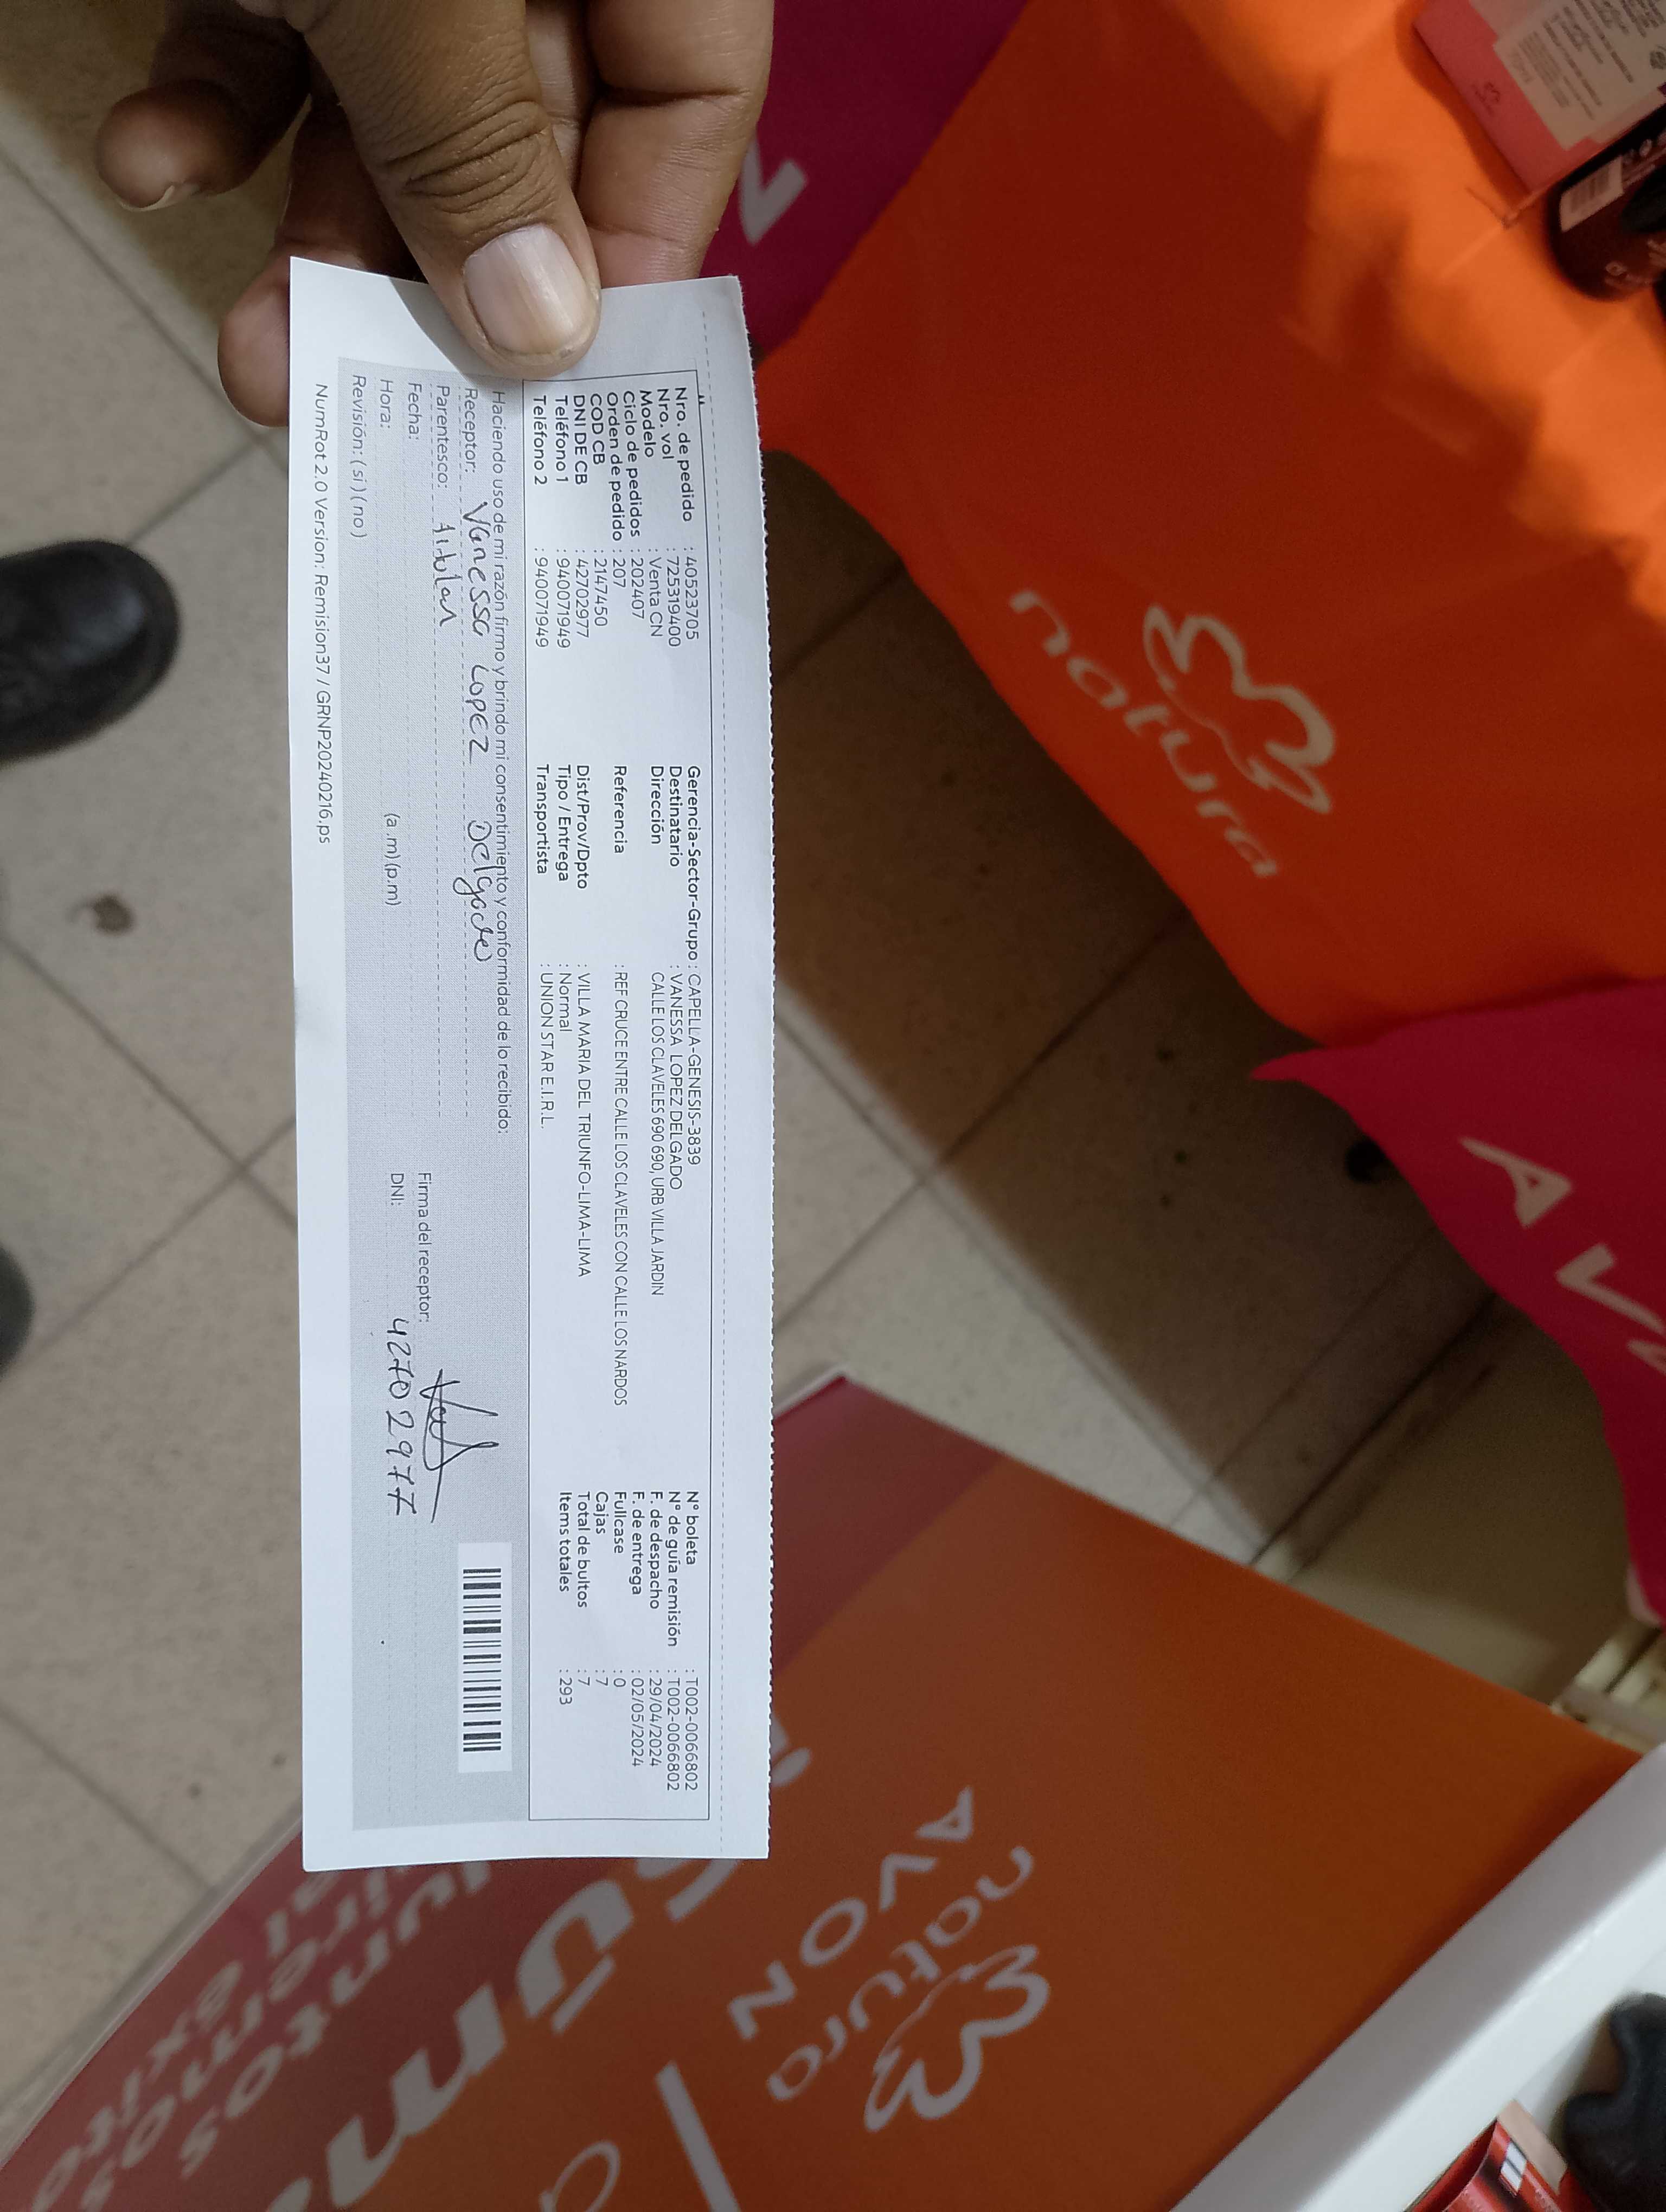 Nro. de pedido : 40523705
Nro. vol : 725319400
Modelo : Venta CN
Ciclo de pedidos : 202407
Orden de pedido : 207
COD CB : 2147450
DNI DE CB : 42702977
Teléfono 1 : 940071949
Teléfono 2 : 940071949
Gerencia-Sector-Grupo : CAPELLA-GENESIS-3839
Destinatario : VANESSA LOPEZ DELGADO
Dirección CALLE LOS CLAVELES 690 690, URB VILLA JARDIN
Referencia : REF CRUCE ENTRE CALLE LOS CLAVELES CON CALLE LOS NARDOS
Dist/Prov/Dpto : VILLA MARIA DEL TRIUNFO-LIMA-LIMA
Tipo / Entrega : Normal
Transportista : UNION STAR E.I.R.L.
N° boleta : T002-0066802
N° de guía remisión : T002-0066802
F. de despacho : 29/04/2024
F. de entrega : 02/05/2024
Fullcase : 0
Cajas : 7
Total de bultos : 7
Items totales : 293
Haciendo uso de mi razón firmo y brindo mi consentimiento y conformidad de lo recibido:
Receptor: Vanessa Lopez Delgado
Parentesco: titular
Fecha:
Hora: (a.m) (p.m)
Revisión: ( si ) ( no )
Firma del receptor:
DNI: 42702977
NumRot 2.0 Version: Remision37 / GRNP20240216.ps
natura
natura
AVON